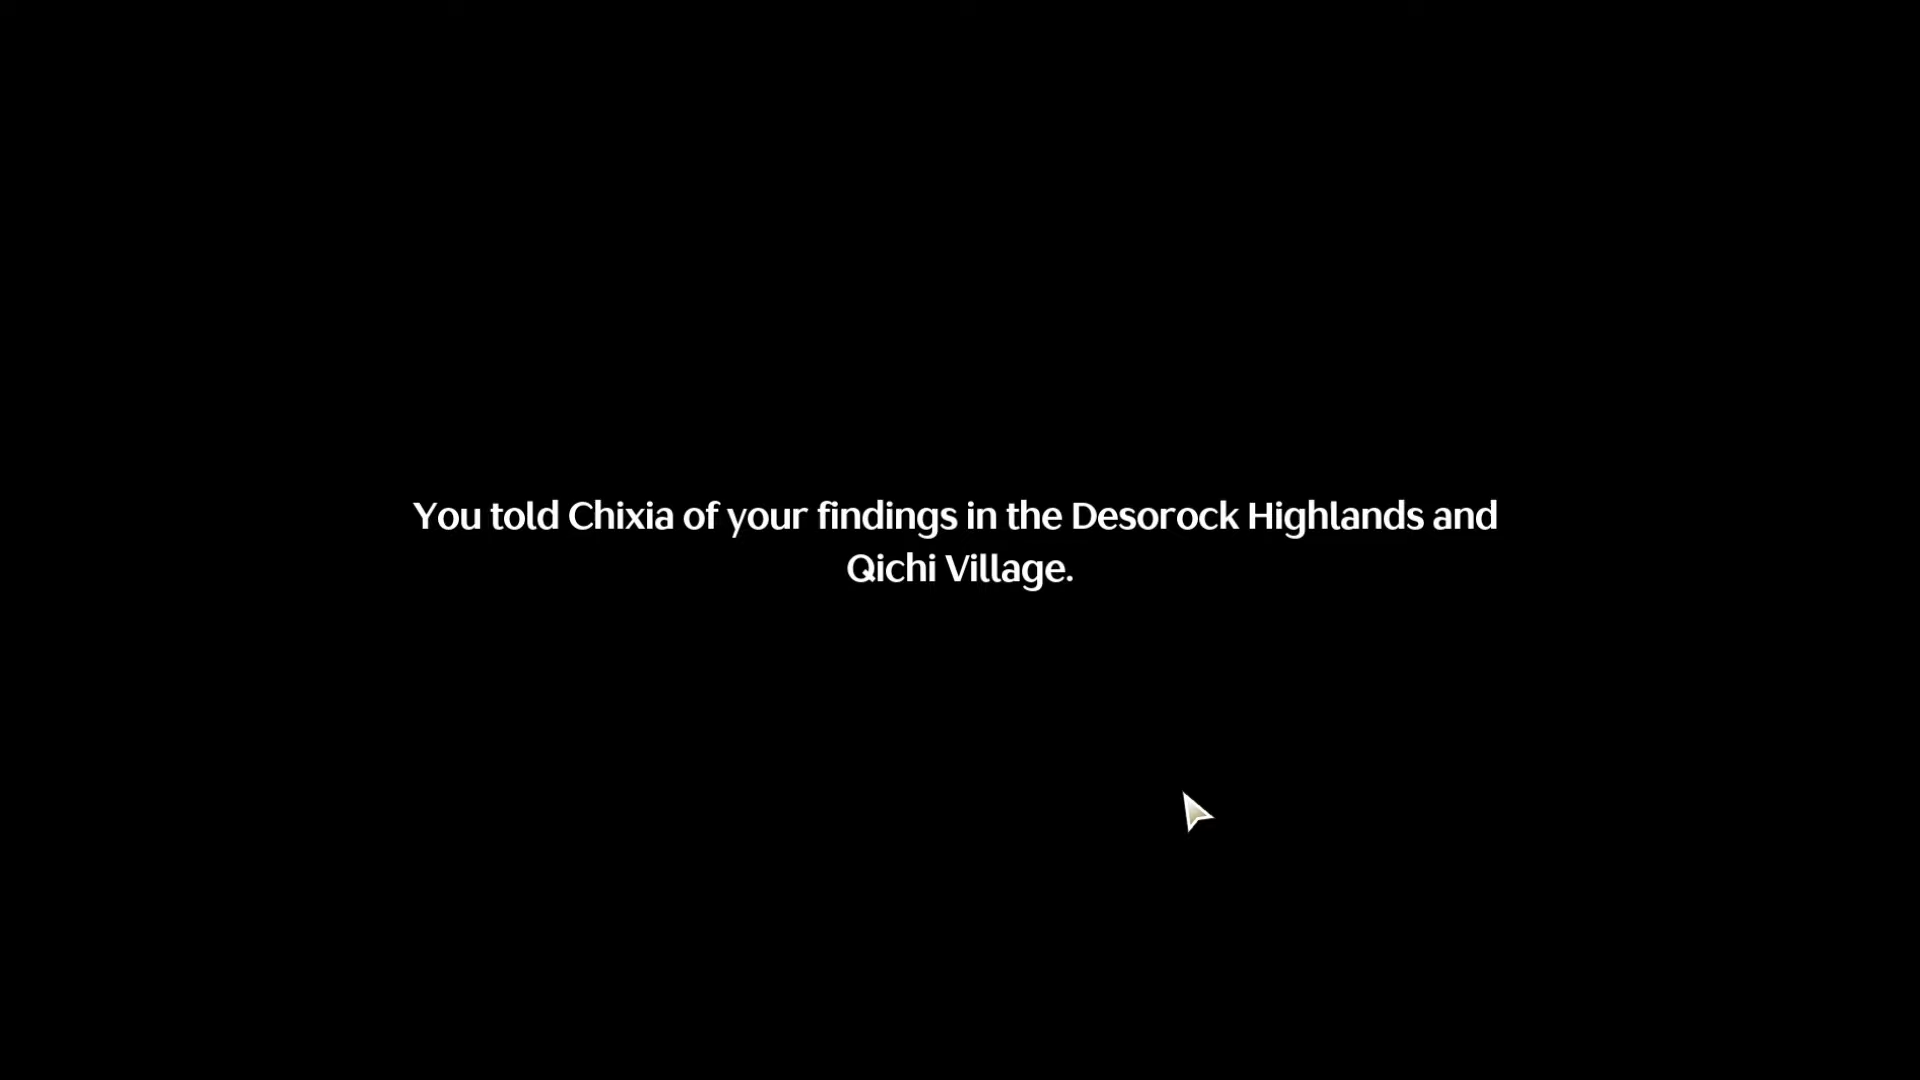 You told Chixia of your findings in the Desorock Highlands and
Qichi Village.